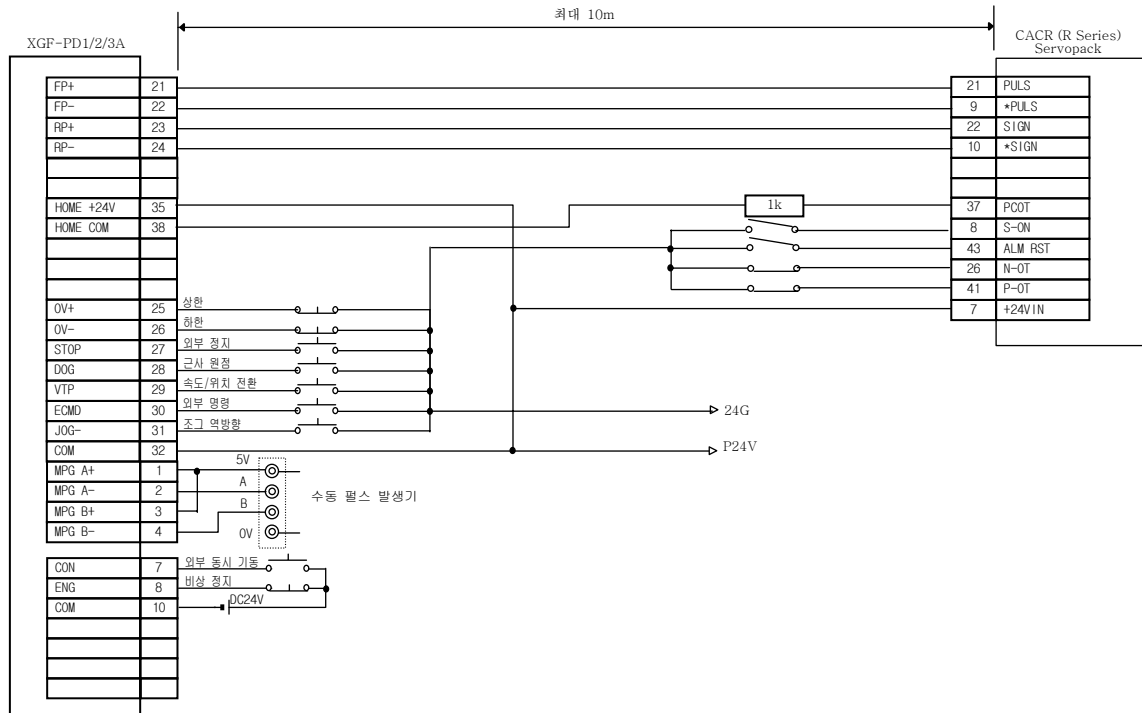 최대 10m
XGF-PD1/2/3A
CACR (R Series)
Servopack
FP+ 21
FP- 22
RP+ 23
RP- 24
HOME +24V 35
HOME COM 38
OV+ 25 상한
OV- 26 하한
STOP 27 외부 정지
DOG 28 근사 원정
VTP 29 속도/위치 전환
ECMD 30 외부 명령
JOG- 31 조그 역방향
COM 32
MPG A+ 1 5V
MPG A- 2 A
MPG B+ 3 B
MPG B- 4 0V
수동 펄스 발생기
CON 7 외부 동시 기동
ENG 8 비상 정지
COM 10 DC24V
24G
P24V
1k
21 PULS
9 *PULS
22 SIGN
10 *SIGN
37 PCOT
8 S-ON
43 ALM RST
26 N-OT
41 P-OT
7 +24VIN